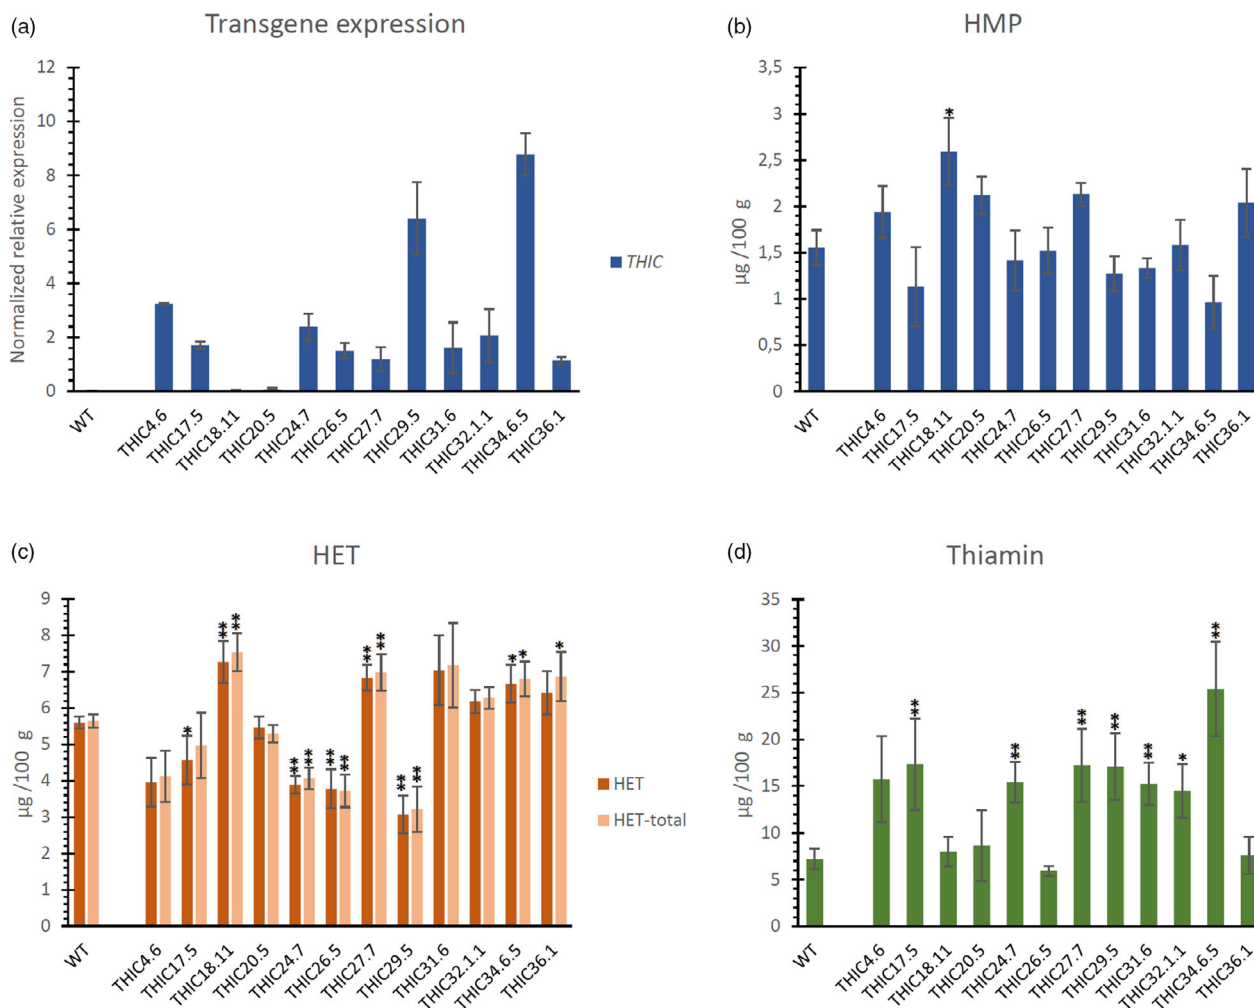 (a)
Transgene expression
12
10
8
6
4
2
0
Normalized relative expression
WT
THIC4.6
THIC17.5
THIC18.11
THIC20.5
THIC24.7
THIC26.5
THIC27.7
THIC29.5
THIC31.6
THIC32.1.1
THIC34.6.5
THIC36.1
THIC
(b)
HMP
3,5
3
2,5
2
1,5
1
0,5
0
µg /100 g
*
WT
THIC4.6
THIC17.5
THIC18.11
THIC20.5
THIC24.7
THIC26.5
THIC27.7
THIC29.5
THIC31.6
THIC32.1.1
THIC34.6.5
THIC36.1
(c)
HET
9
8
7
6
5
4
3
2
1
0
µg /100 g
*
**
**
**
**
**
**
**
**
**
**
*
*
*
WT
THIC4.6
THIC17.5
THIC18.11
THIC20.5
THIC24.7
THIC26.5
THIC27.7
THIC29.5
THIC31.6
THIC32.1.1
THIC34.6.5
THIC36.1
HET
HET-total
(d)
Thiamin
35
30
25
20
15
10
5
0
µg /100 g
**
**
**
**
**
*
**
WT
THIC4.6
THIC17.5
THIC18.11
THIC20.5
THIC24.7
THIC26.5
THIC27.7
THIC29.5
THIC31.6
THIC32.1.1
THIC34.6.5
THIC36.1